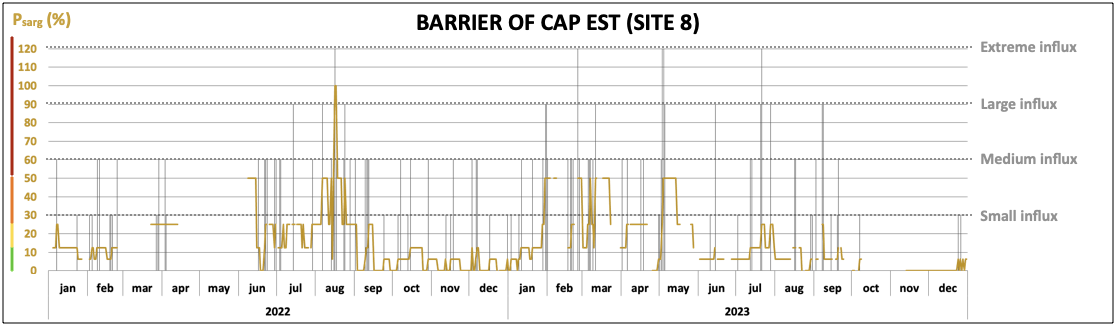 BARRIER OF CAP EST (SITE 8)
Psarg (%)
120
Extreme influx
100
90
Large influx
80
70
60
Medium influx
50
40
30
Small influx
20
10
0
jan feb mar apr may jun jul aug sep oct nov dec jan feb mar apr may jun jul aug sep oct nov dec
2022 2023